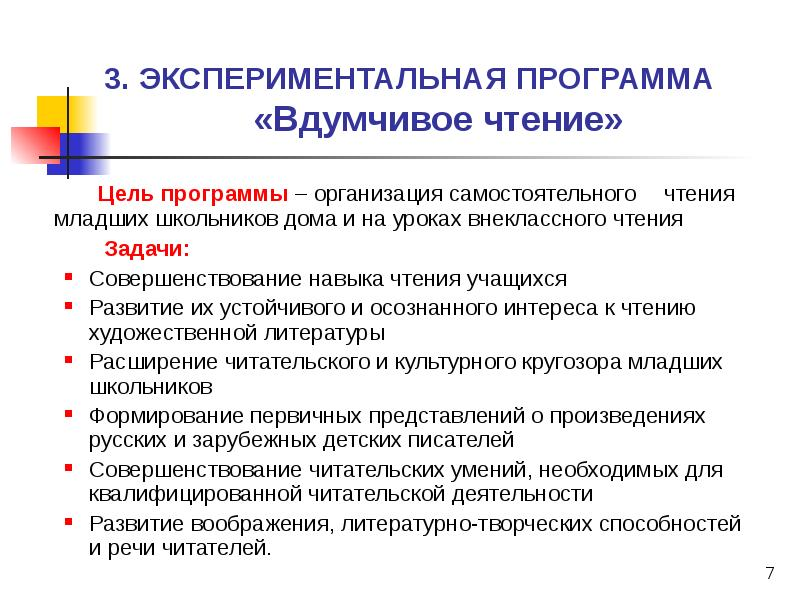 3. ЭКСПЕРИМЕНТАЛЬНАЯ ПРОГРАММА
«Вдумчивое чтение»
Цель программы – организация самостоятельного чтения
младших школьников дома и на уроках внеклассного чтения
Задачи:
Совершенствование навыка чтения учащихся
Развитие их устойчивого и осознанного интереса к чтению
художественной литературы
Расширение читательского и культурного кругозора младших
школьников
Формирование первичных представлений о произведениях
русских и зарубежных детских писателей
Совершенствование читательских умений, необходимых для
квалифицированной читательской деятельности
Развитие воображения, литературно-творческих способностей
и речи читателей.
7